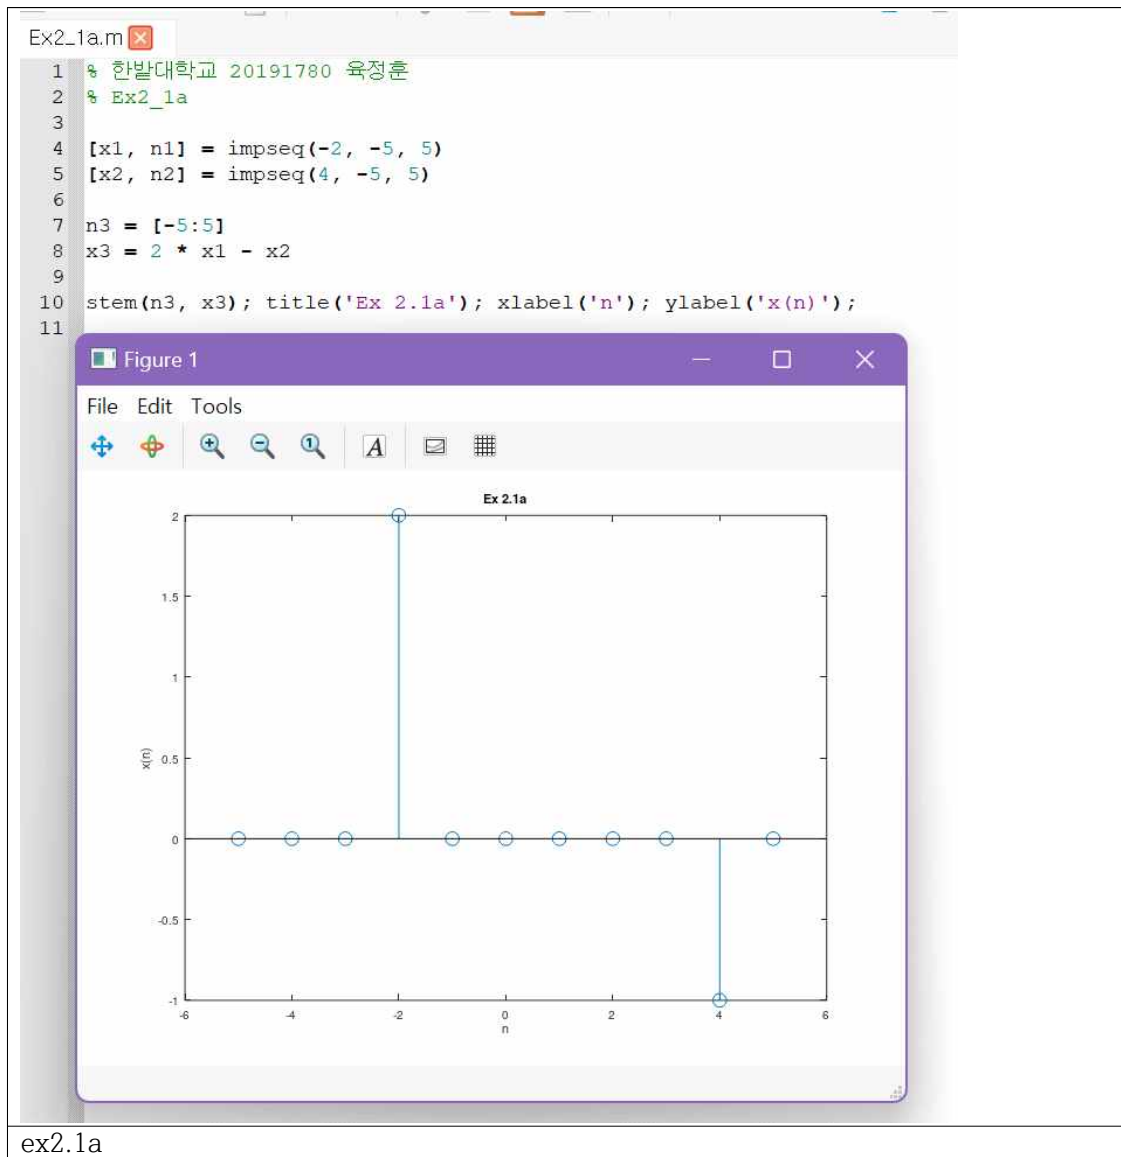 Ex2_1a.m
1 % 한밭대학교 20191780 육정훈
2 % Ex2_1a
3
4 [x1, n1] = impseq(-2, -5, 5)
5 [x2, n2] = impseq(4, -5, 5)
6
7 n3 = [-5:5]
8 x3 = 2 * x1 - x2
9
10 stem(n3, x3); title('Ex 2.1a'); xlabel('n'); ylabel('x(n)');
11
Figure 1
File Edit Tools
Ex 2.1a
2
1.5
1
x(n)
0.5
0
-0.5
-1
-6 -4 -2 0 2 4 6
n
ex2.1a